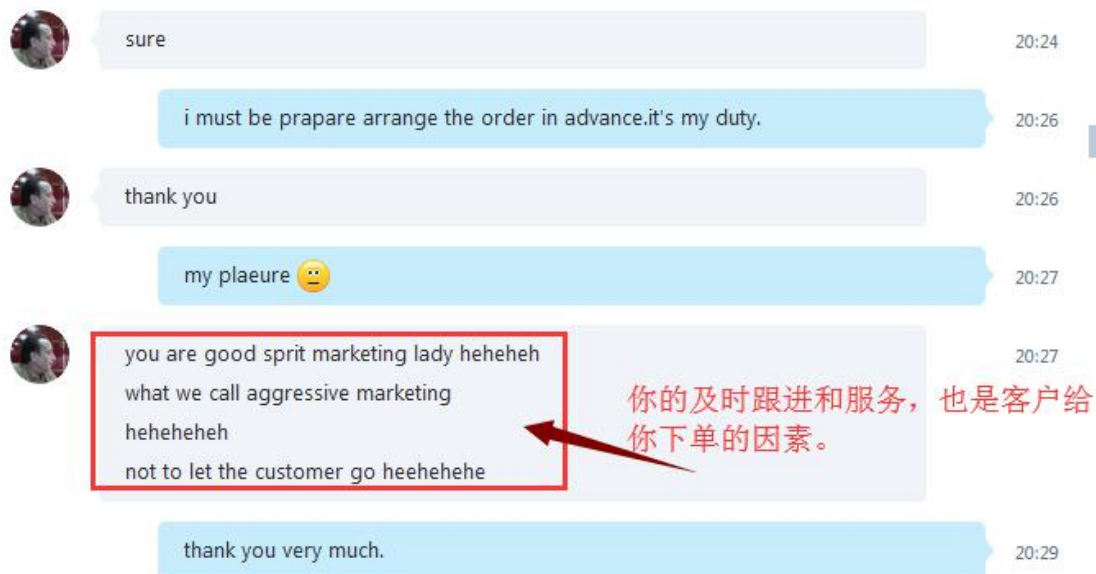 sure
20:24
i must be prapare arrange the order in advance.it's my duty.
20:26
thank you
20:26
my plaeure
20:27
you are good sprit marketing lady heheheh
20:27
what we call aggressive marketing
heheheheh
not to let the customer go heehehehe
你的及时跟进和服务，也是客户给
你下单的因素。
thank you very much.
20:29